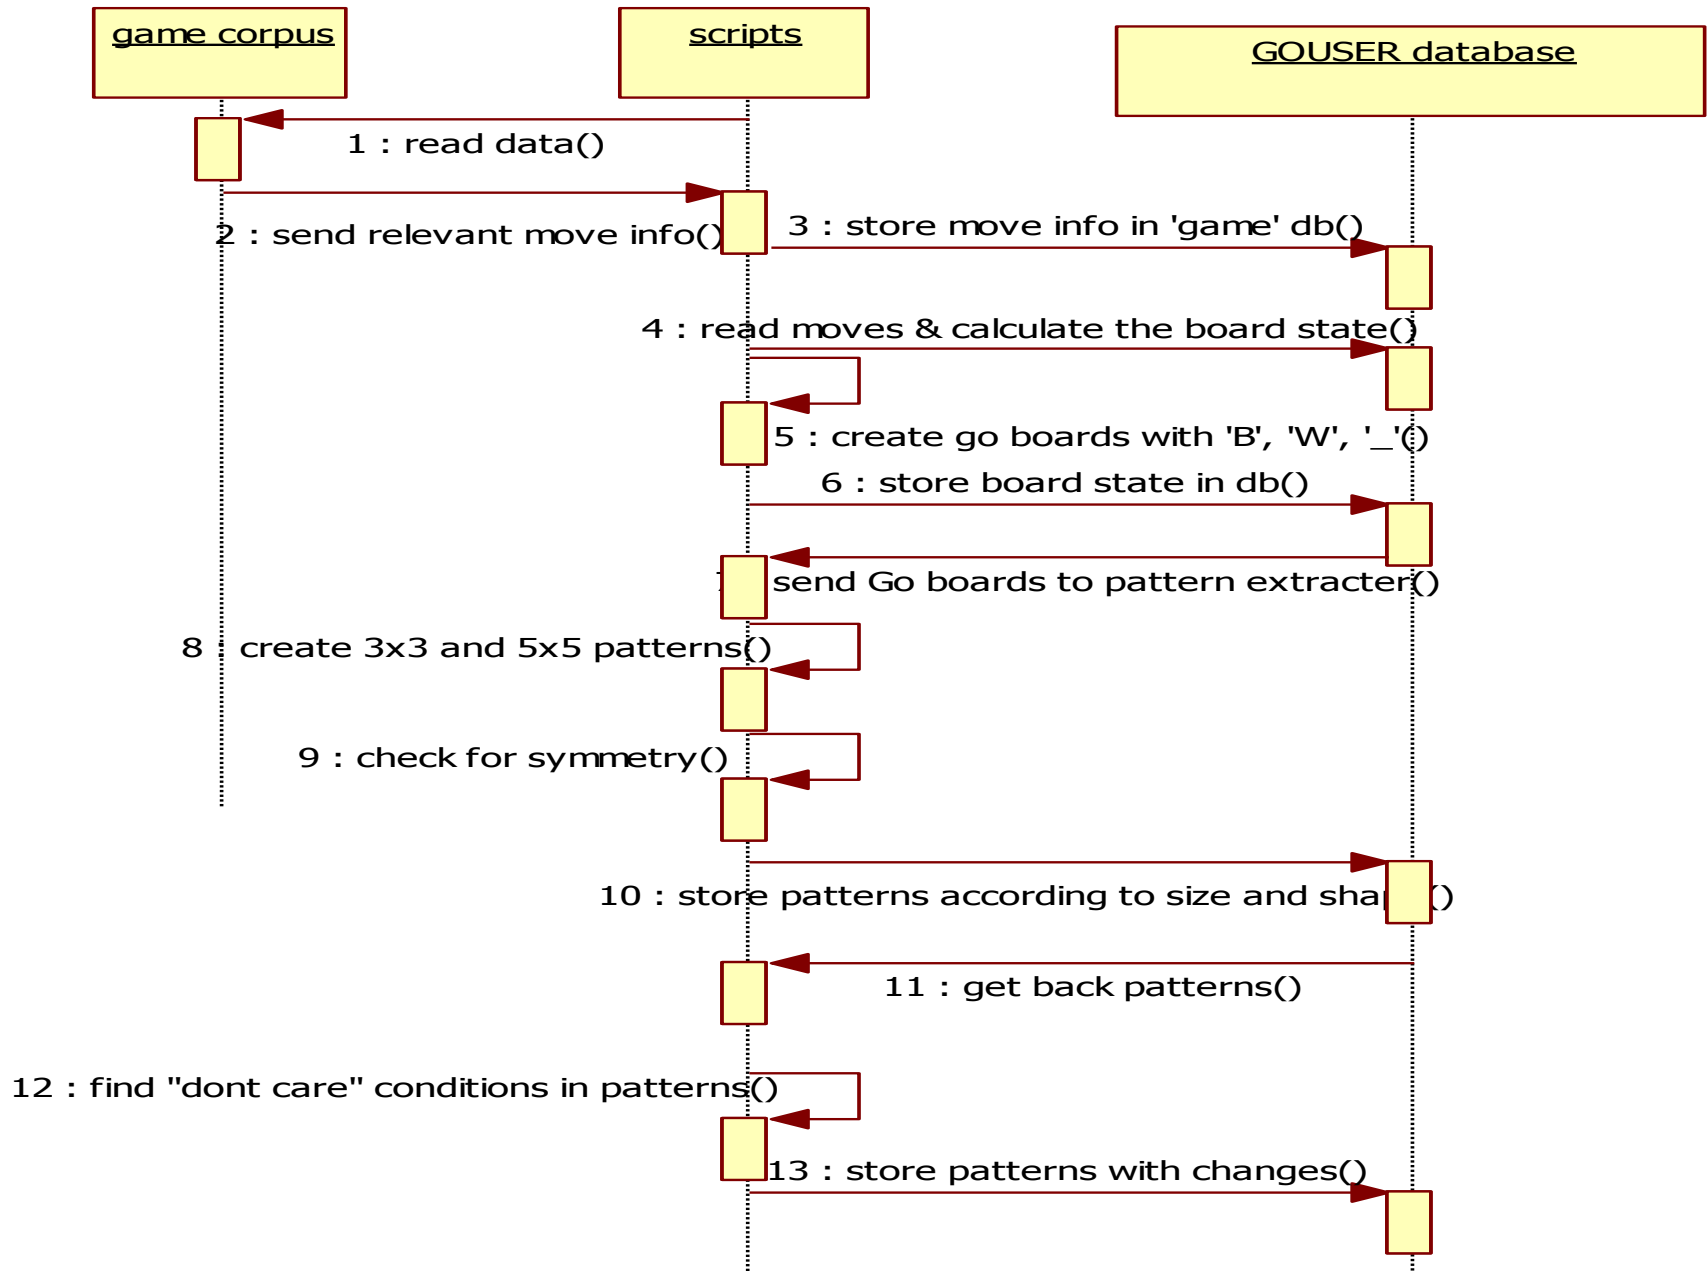 game corpus
scripts
GOUSER database
1 : read data()
2 : send relevant move info()
3 : store move info in 'game' db()
4 : read moves & calculate the board state()
5 : create go boards with 'B', 'W', '_'()
6 : store board state in db()
send Go boards to pattern extracter()
8 : create 3x3 and 5x5 patterns()
9 : check for symmetry()
10 : store patterns according to size and shape()
11 : get back patterns()
12 : find "dont care" conditions in patterns()
13 : store patterns with changes()